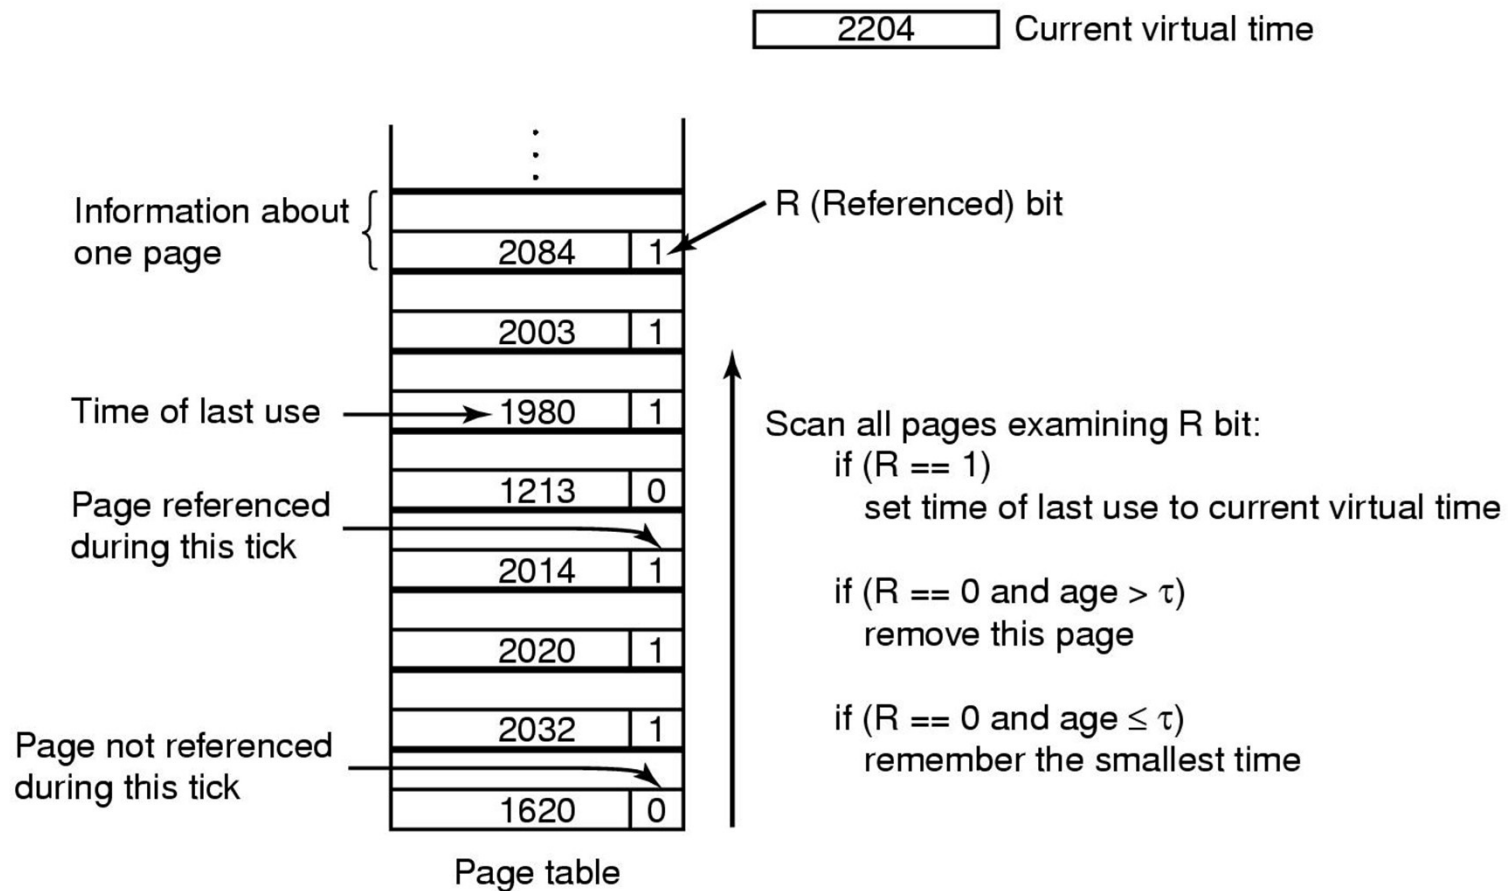 2204 Current virtual time
Information about
one page
R (Referenced) bit
2084 1
2003 1
Time of last use
1980 1
1213 0
Page referenced
during this tick
2014 1
2020 1
2032 1
Page not referenced
during this tick
1620 0
Page table
Scan all pages examining R bit:
if (R == 1)
set time of last use to current virtual time
if (R == 0 and age > τ)
remove this page
if (R == 0 and age ≤ τ)
remember the smallest time